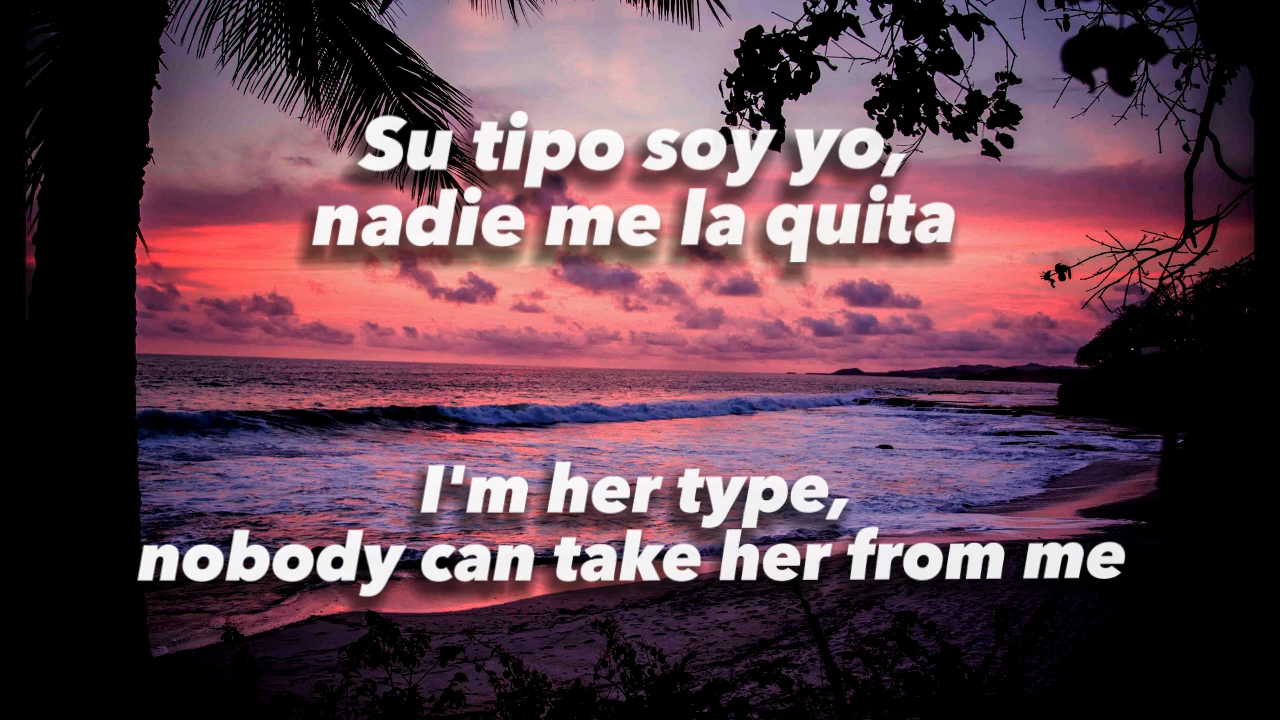 Su tipo soy yo,
nadie me la quita
I'm her type,
nobody can take her from me